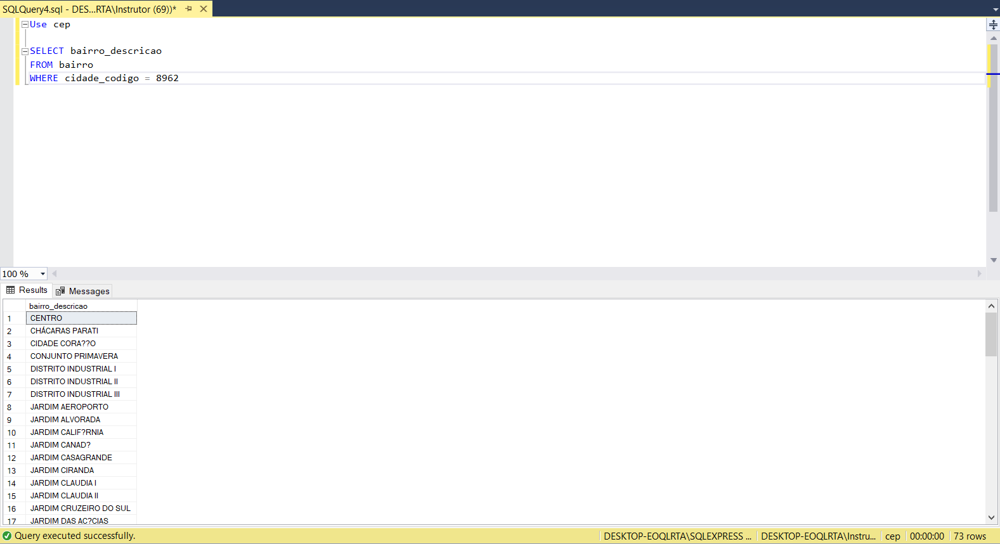 SQLQuery4.sql - DES...RTA\Instrutor (69))*
Use cep
SELECT bairro_descricao
FROM bairro
WHERE cidade_codigo = 8962
100 %
Results Messages
bairro_descricao
1 CENTRO
2 CHÁCARAS PARATI
3 CIDADE CORA??O
4 CONJUNTO PRIMAVERA
5 DISTRITO INDUSTRIAL I
6 DISTRITO INDUSTRIAL II
7 DISTRITO INDUSTRIAL III
8 JARDIM AEROPORTO
9 JARDIM ALVORADA
10 JARDIM CALIF?RNIA
11 JARDIM CANAD?
12 JARDIM CASAGRANDE
13 JARDIM CIRANDA
14 JARDIM CLAUDIA I
15 JARDIM CLAUDIA II
16 JARDIM CRUZEIRO DO SUL
17 JARDIM DAS AC?CIAS
Query executed successfully. DESKTOP-EOQLRTA\SQLEXPRESS ... DESKTOP-EOQLRTA\Instru... cep 00:00:00 73 rows